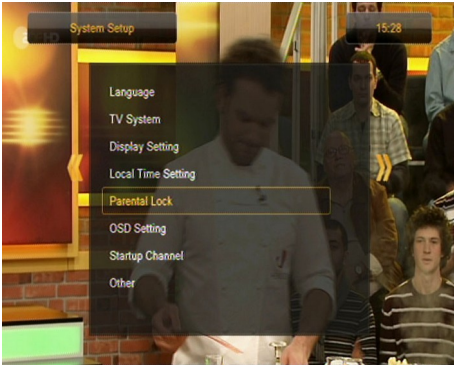 System Setup
15:28
Language
TV System
Display Setting
Local Time Setting
Parental Lock
OSD Setting
Startup Channel
Other